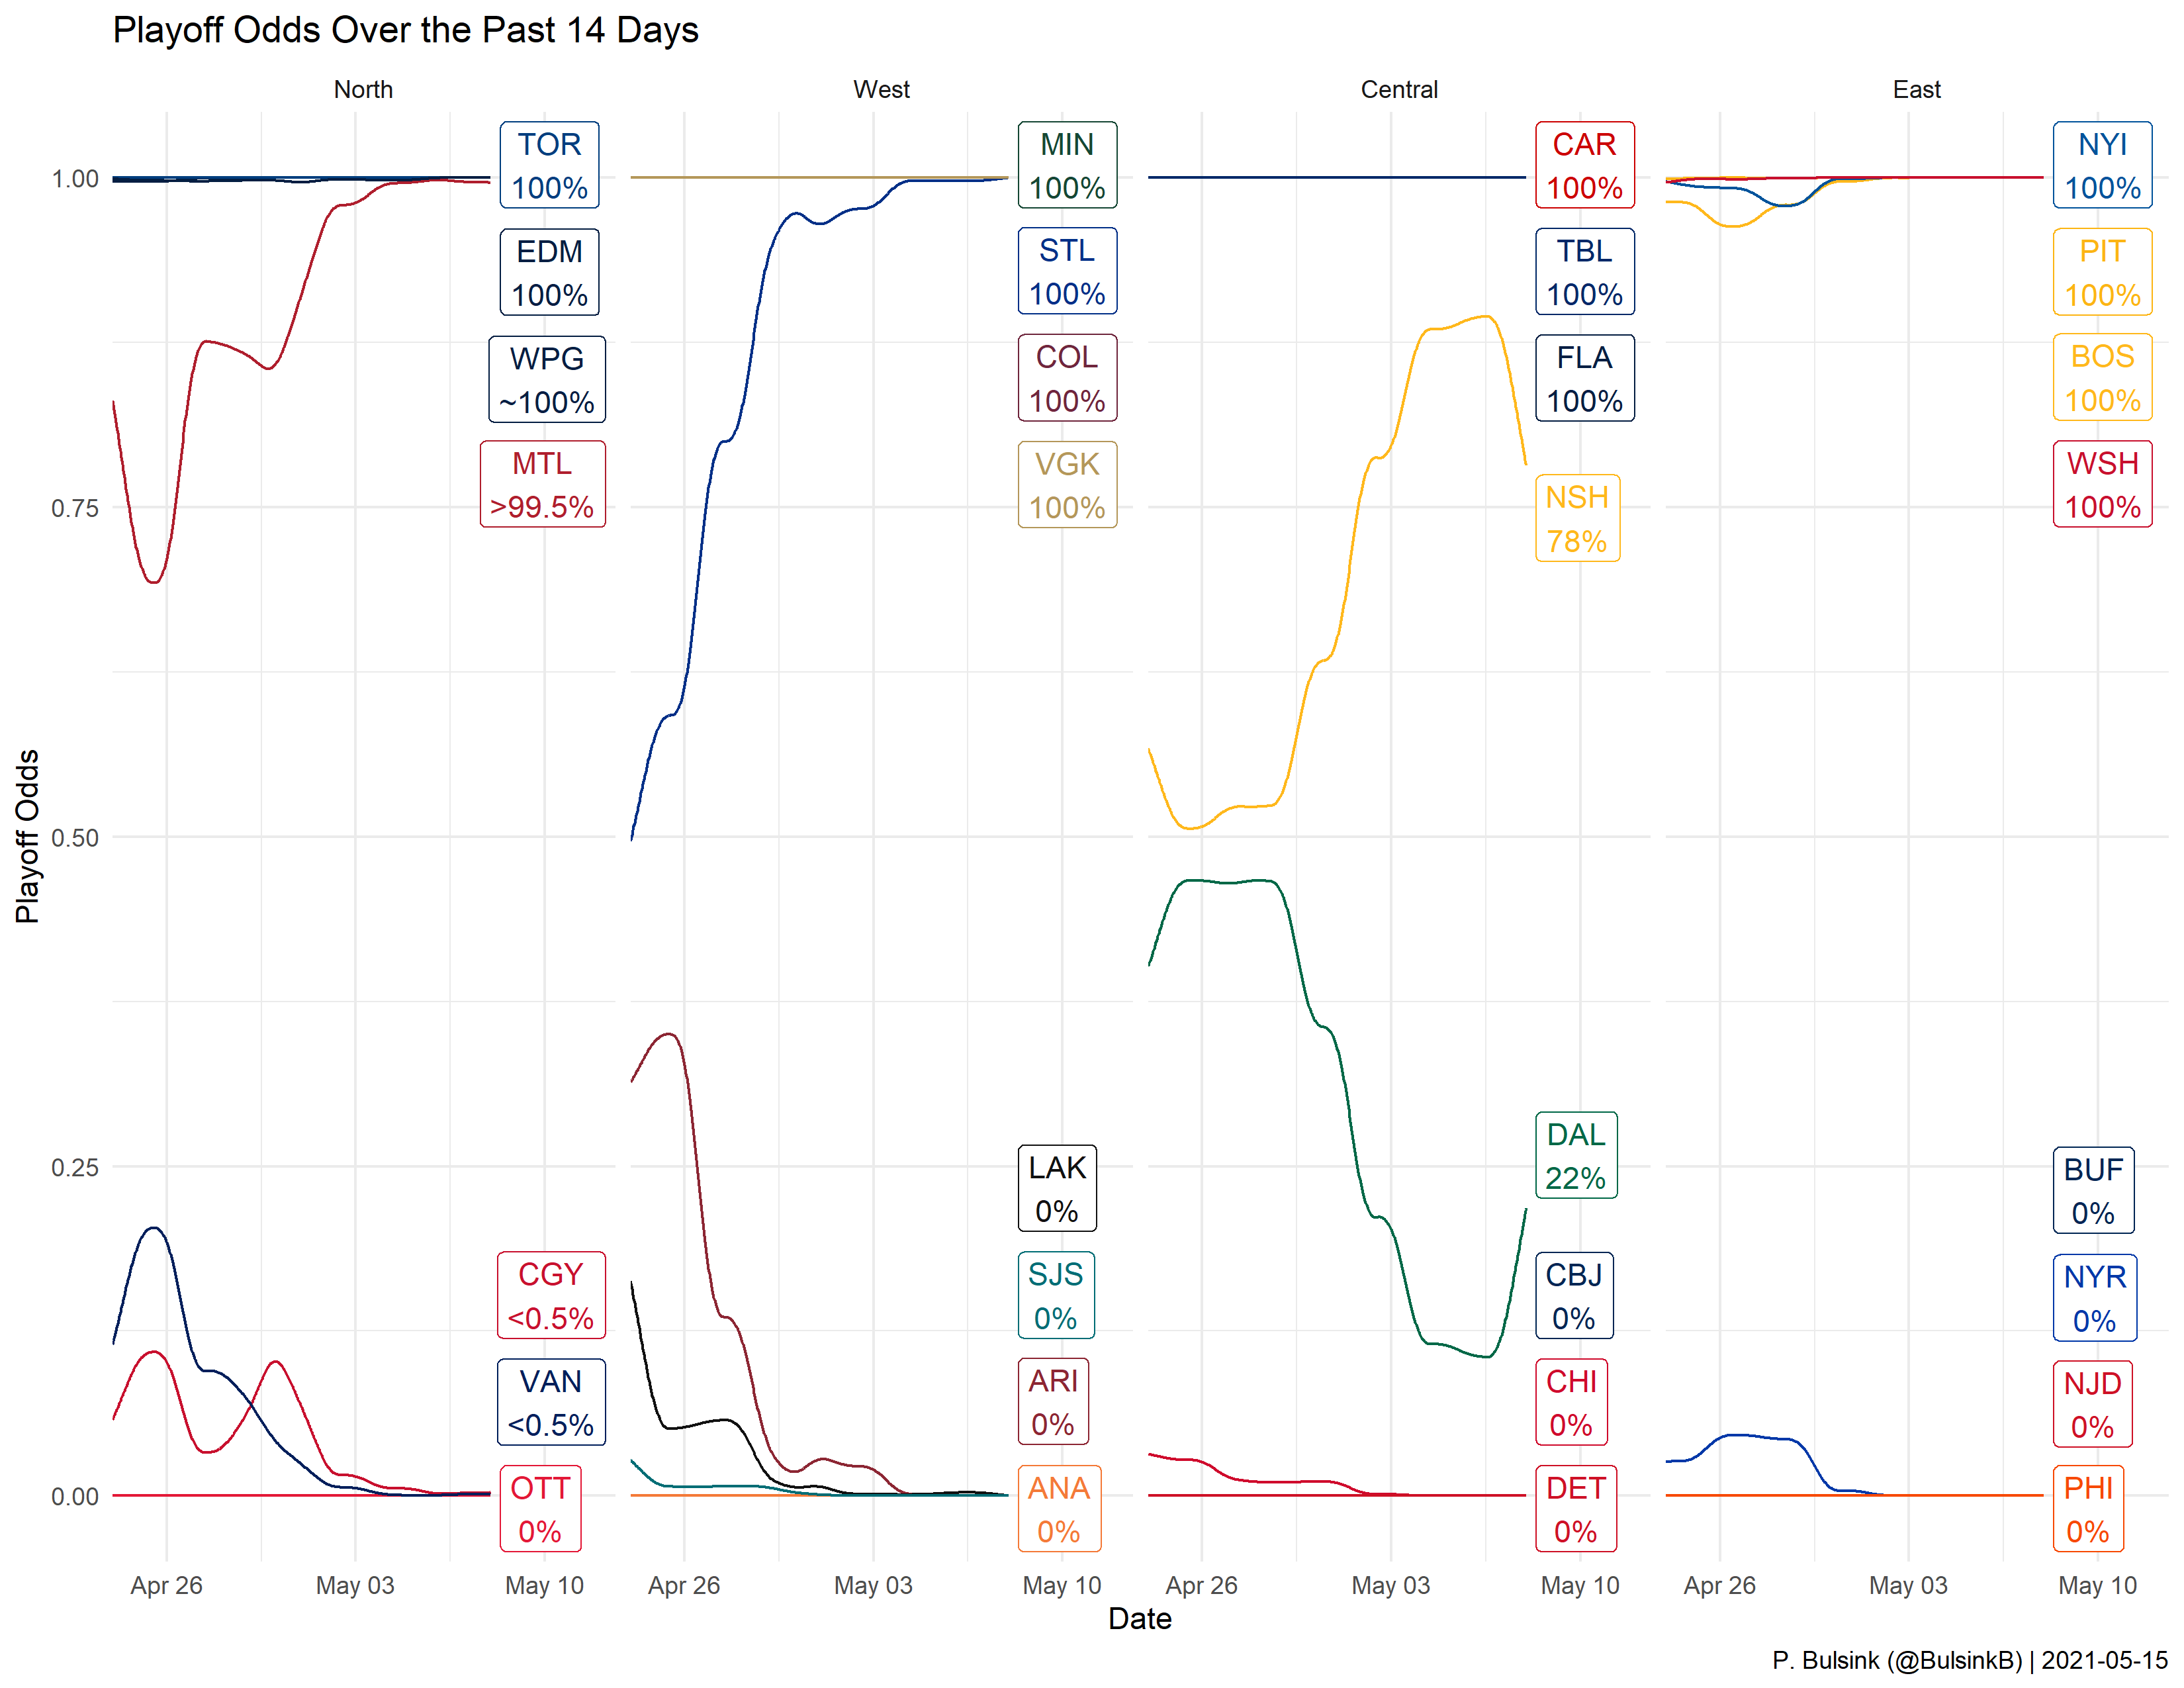 Playoff Odds Over the Past 14 Days
North
West
Central
East
1.00
0.75
0.50
0.25
0.00
Playoff Odds
TOR
100%
EDM
100%
WPG
~100%
MTL
>99.5%
CGY
<0.5%
VAN
<0.5%
OTT
0%
MIN
100%
STL
100%
COL
100%
VGK
100%
LAK
0%
SJS
0%
ARI
0%
ANA
0%
CAR
100%
TBL
100%
FLA
100%
NSH
78%
DAL
22%
CBJ
0%
CHI
0%
DET
0%
NYI
100%
PIT
100%
BOS
100%
WSH
100%
BUF
0%
NYR
0%
NJD
0%
PHI
0%
Apr 26
May 03
May 10
Apr 26
May 03
May 10
Apr 26
May 03
May 10
Apr 26
May 03
May 10
Date
P. Bulsink (@BulsinkB) | 2021-05-15